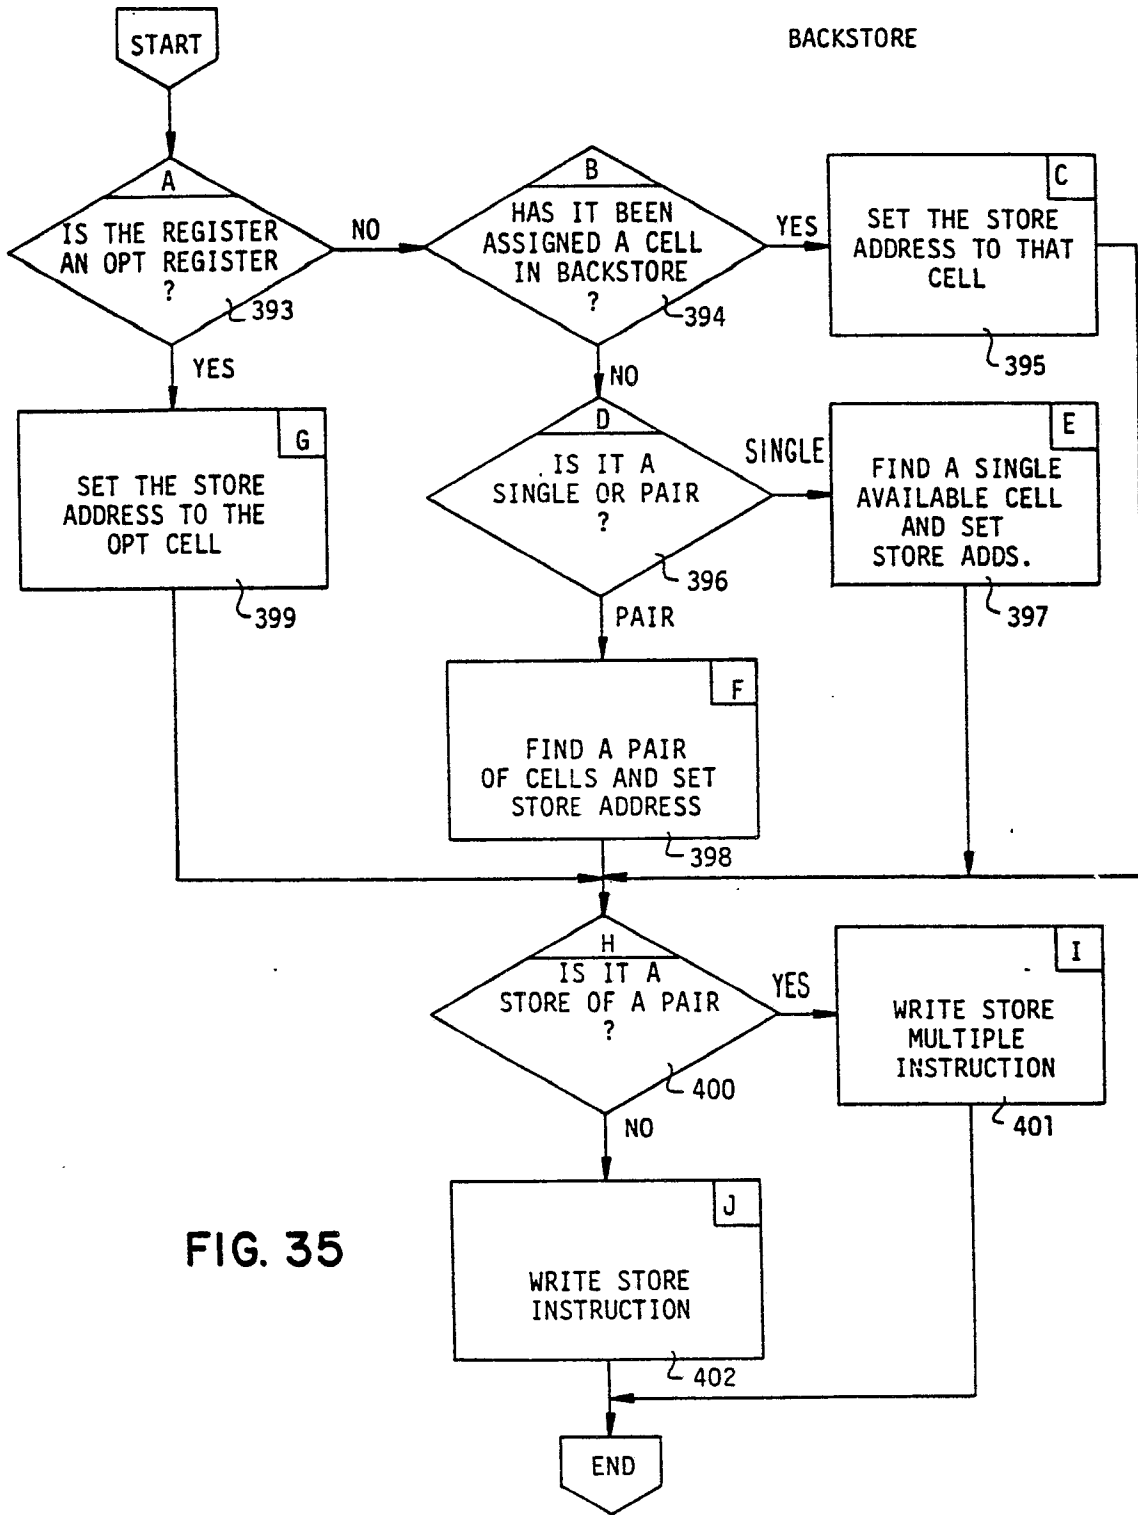 START
BACKSTORE
A
IS THE REGISTER
AN OPT REGISTER
?
393
NO
YES
B
HAS IT BEEN
ASSIGNED A CELL
IN BACKSTORE
?
394
YES
NO
C
SET THE STORE
ADDRESS TO THAT
CELL
395
G
SET THE STORE
ADDRESS TO THE
OPT CELL
399
D
IS IT A
SINGLE OR PAIR
?
396
SINGLE
PAIR
E
FIND A SINGLE
AVAILABLE CELL
AND SET
STORE ADDS.
397
F
FIND A PAIR
OF CELLS AND SET
STORE ADDRESS
398
H
IS IT A
STORE OF A PAIR
?
400
YES
NO
I
WRITE STORE
MULTIPLE
INSTRUCTION
401
J
WRITE STORE
INSTRUCTION
402
FIG. 35
END